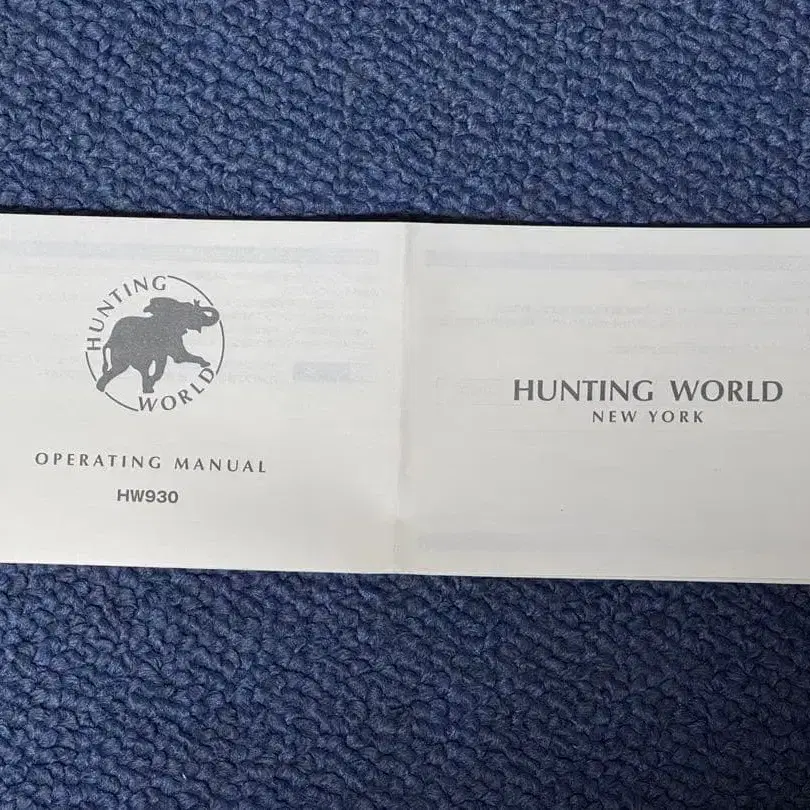 HUNTING
WORLD
OPERATING MANUAL
HW930
HUNTING WORLD
NEW YORK